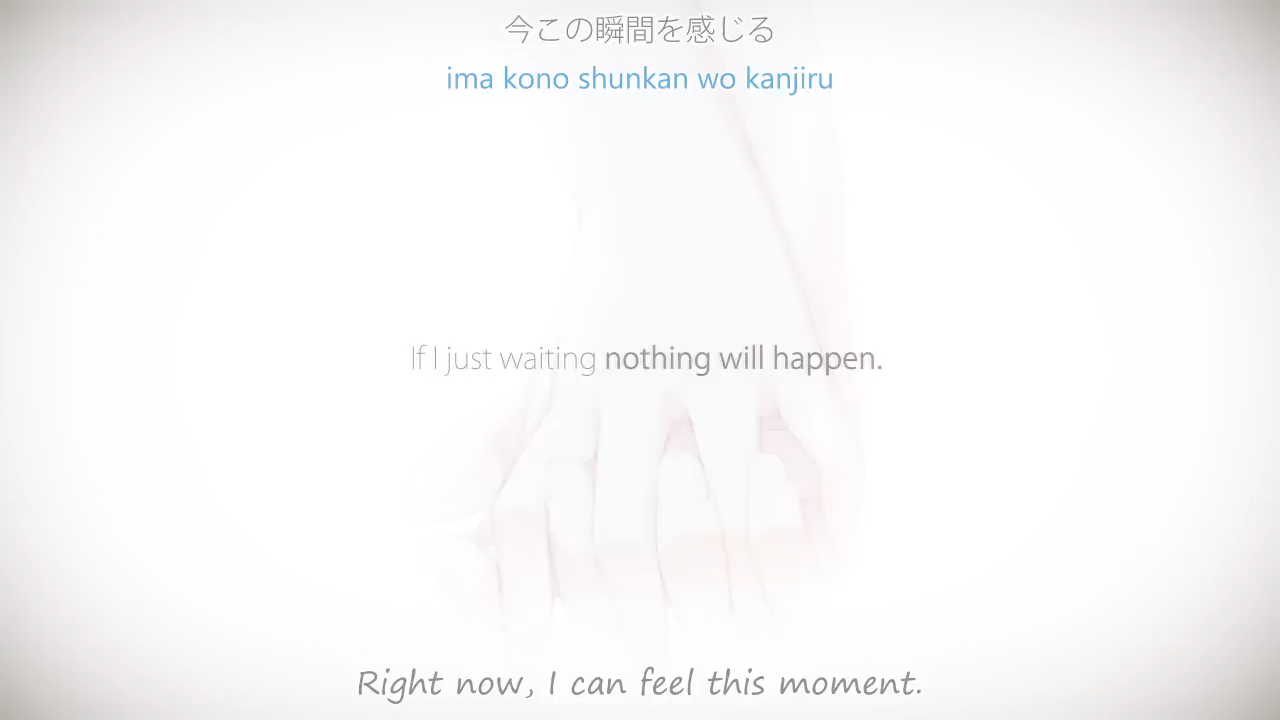 今この瞬間を感じる
ima kono shunkan wo kanjiru
If I just waiting nothing will happen.
Right now, I can feel this moment.